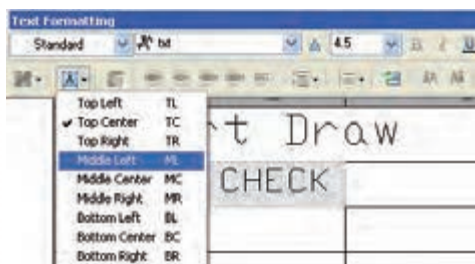 Text Formatting
Standard txt 4.5
Top Left TL
Top Center TC
Top Right TR
Middle Left ML
Middle Center MC
Middle Right MR
Bottom Left BL
Bottom Center BC
Bottom Right BR
rt Draw
CHECK